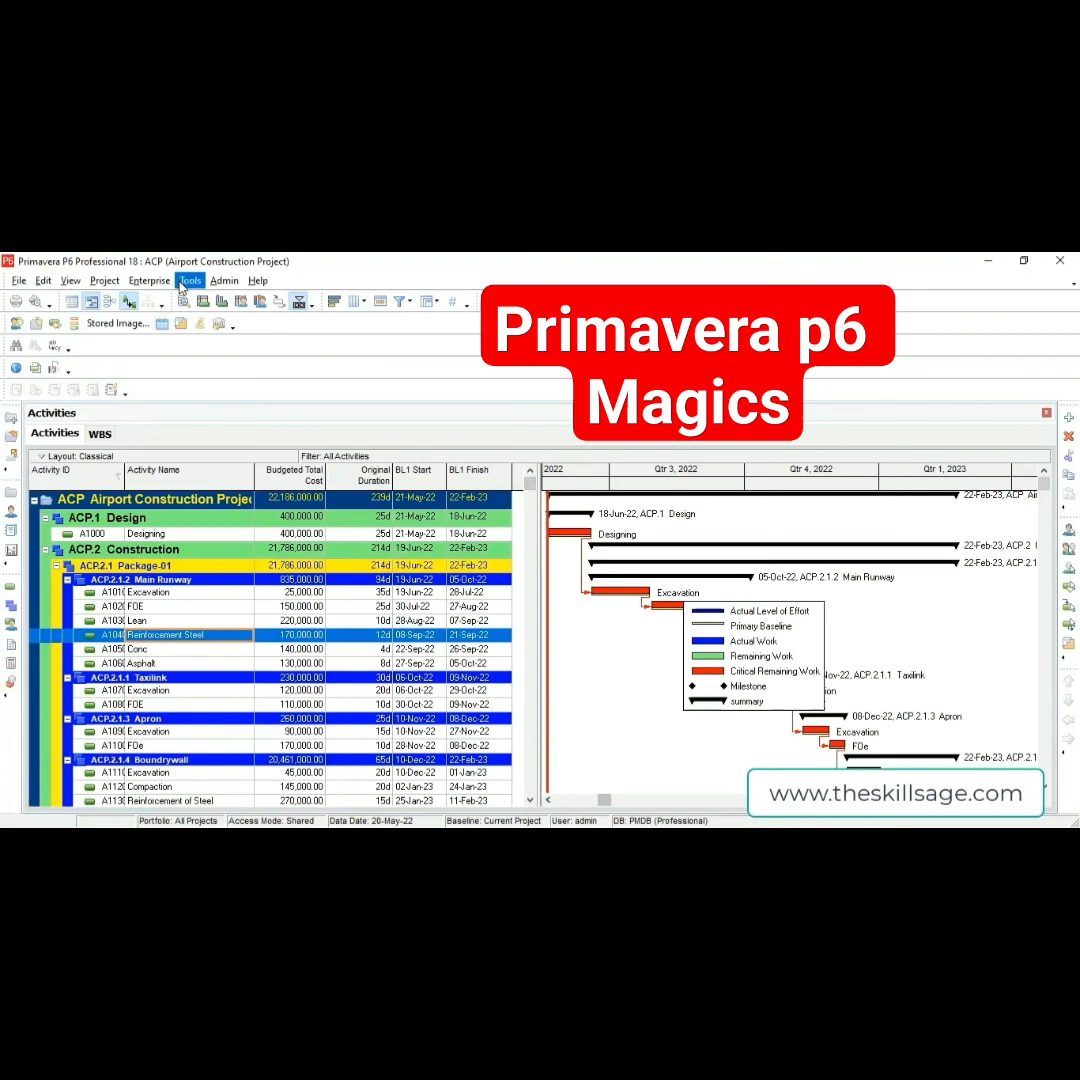 P6 Primavera P6 Professional 18 : ACP (Airport Construction Project)
File Edit View Project Enterprise Tools Admin Help
Stored Image...
Primavera p6
Magics
Activities
Activities WBS
Layout: Classical Filter: All Activities
Activity ID Activity Name Budgeted Total Cost Original Duration BL1 Start BL1 Finish 2022 Qtr 3, 2022 Qtr 4, 2022 Qtr 1, 2023
ACP Airport Construction Projec 22,186,000.00 239d 21-May-22 22-Feb-23 22-Feb-23, ACP Air
ACP.1 Design 400,000.00 25d 21-May-22 18-Jun-22 18-Jun-22, ACP.1 Design
A1000 Designing 400,000.00 25d 21-May-22 18-Jun-22 Designing
ACP.2 Construction 21,786,000.00 214d 19-Jun-22 22-Feb-23 22-Feb-23, ACP.2
ACP.2.1 Package-01 21,786,000.00 214d 19-Jun-22 22-Feb-23 22-Feb-23, ACP.2.1
ACP.2.1.2 Main Runway 835,000.00 94d 19-Jun-22 05-Oct-22 05-Oct-22, ACP.2.1.2 Main Runway
A1010 Excavation 25,000.00 35d 19-Jun-22 28-Jul-22 Excavation
A1020 FOE 150,000.00 25d 30-Jul-22 27-Aug-22
A1030 Lean 220,000.00 10d 28-Aug-22 07-Sep-22
A1040 Reinforcement Steel 170,000.00 12d 08-Sep-22 21-Sep-22
A1050 Conc 140,000.00 4d 22-Sep-22 26-Sep-22
A1060 Asphalt 130,000.00 8d 27-Sep-22 05-Oct-22
ACP.2.1.1 Taxilink 230,000.00 30d 06-Oct-22 09-Nov-22 Nov-22, ACP.2.1.1 Taxilink
A1070 Excavation 120,000.00 20d 06-Oct-22 29-Oct-22 ion
A1080 FOE 110,000.00 10d 30-Oct-22 09-Nov-22
ACP.2.1.3 Apron 260,000.00 25d 10-Nov-22 08-Dec-22 08-Dec-22, ACP.2.1.3 Apron
A1090 Excavation 90,000.00 15d 10-Nov-22 27-Nov-22 Excavation
A1100 FOe 170,000.00 10d 28-Nov-22 08-Dec-22 FOe
ACP.2.1.4 Boundrywall 20,461,000.00 65d 10-Dec-22 22-Feb-23 22-Feb-23, ACP.2.1
A1110 Excavation 45,000.00 20d 10-Dec-22 01-Jan-23
A1120 Compaction 145,000.00 20d 02-Jan-23 24-Jan-23
A1130 Reinforcement of Steel 270,000.00 15d 25-Jan-23 11-Feb-23
Actual Level of Effort
Primary Baseline
Actual Work
Remaining Work
Critical Remaining Work
Milestone
summary
www.theskillsage.com
Portfolio: All Projects Access Mode: Shared Data Date: 20-May-22 Baseline: Current Project User: admin DB: PMDB (Professional)